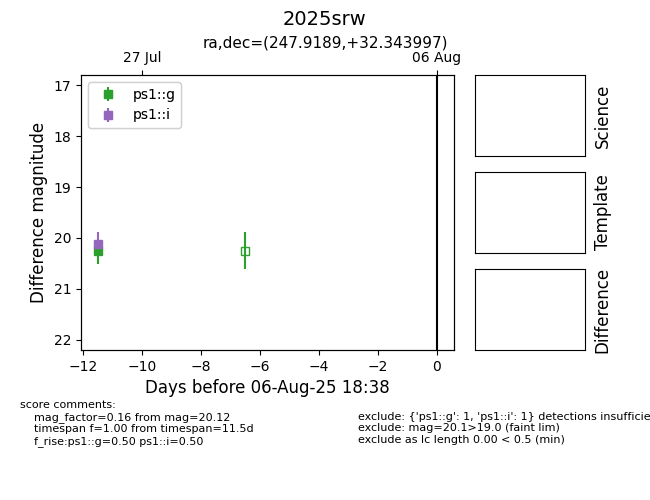 2025srw
ra,dec=(247.9189,+32.343997)
27 Jul
06 Aug
ps1::g
ps1::i
17
18
19
20
21
22
Difference magnitude
−12
−10
−8
−6
−4
−2
0
Days before 06-Aug-25 18:38
Science
Template
Difference
score comments:
mag_factor=0.16 from mag=20.12
timespan f=1.00 from timespan=11.5d
f_rise:ps1::g=0.50 ps1::i=0.50
exclude: {'ps1::g': 1, 'ps1::i': 1} detections insufficie
exclude: mag=20.1>19.0 (faint lim)
exclude as lc length 0.00 < 0.5 (min)